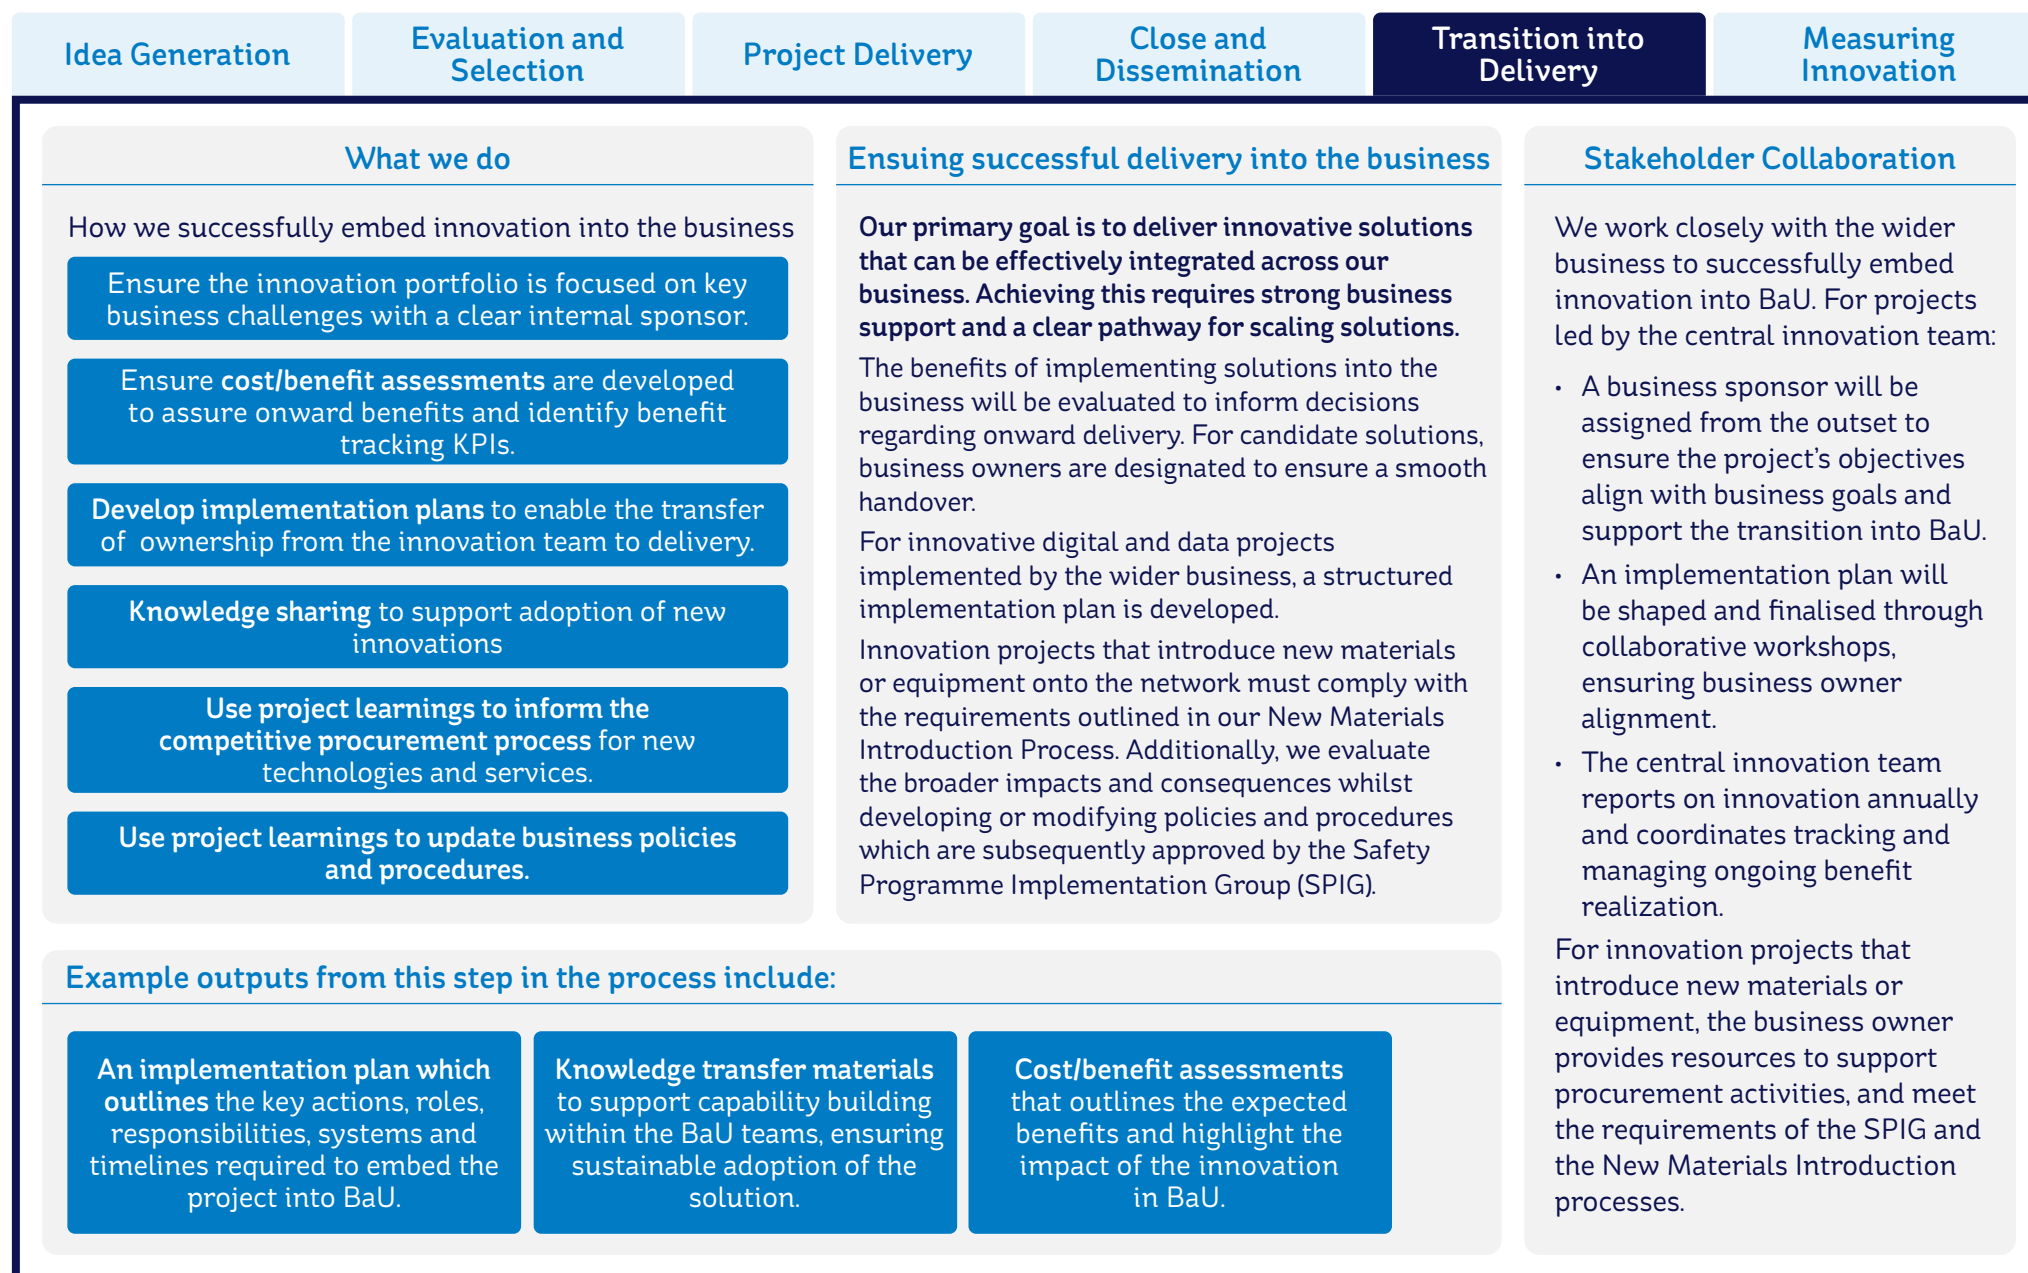 Idea Generation
Evaluation and
Selection
Project Delivery
Close and
Dissemination
Transition into
Delivery
Measuring
Innovation
What we do
How we successfully embed innovation into the business
Ensure the innovation portfolio is focused on key
business challenges with a clear internal sponsor.
Ensure cost/benefit assessments are developed
to assure onward benefits and identify benefit
tracking KPIs.
Develop implementation plans to enable the transfer
of ownership from the innovation team to delivery.
Knowledge sharing to support adoption of new
innovations
Use project learnings to inform the
competitive procurement process for new
technologies and services.
Use project learnings to update business policies
and procedures.
Ensuing successful delivery into the business
Our primary goal is to deliver innovative solutions
that can be effectively integrated across our
business. Achieving this requires strong business
support and a clear pathway for scaling solutions.
The benefits of implementing solutions into the
business will be evaluated to inform decisions
regarding onward delivery. For candidate solutions,
business owners are designated to ensure a smooth
handover.
For innovative digital and data projects
implemented by the wider business, a structured
implementation plan is developed.
Innovation projects that introduce new materials
or equipment onto the network must comply with
the requirements outlined in our New Materials
Introduction Process. Additionally, we evaluate
the broader impacts and consequences whilst
developing or modifying policies and procedures
which are subsequently approved by the Safety
Programme Implementation Group (SPIG).
Stakeholder Collaboration
We work closely with the wider
business to successfully embed
innovation into BaU. For projects
led by the central innovation team:
• A business sponsor will be
assigned from the outset to
ensure the project's objectives
align with business goals and
support the transition into BaU.
• An implementation plan will
be shaped and finalised through
collaborative workshops,
ensuring business owner
alignment.
• The central innovation team
reports on innovation annually
and coordinates tracking and
managing ongoing benefit
realization.
For innovation projects that
introduce new materials or
equipment, the business owner
provides resources to support
procurement activities, and meet
the requirements of the SPIG and
the New Materials Introduction
processes.
Example outputs from this step in the process include:
An implementation plan which
outlines the key actions, roles,
responsibilities, systems and
timelines required to embed the
project into BaU.
Knowledge transfer materials
to support capability building
within the BaU teams, ensuring
sustainable adoption of the
solution.
Cost/benefit assessments
that outlines the expected
benefits and highlight the
impact of the innovation
in BaU.